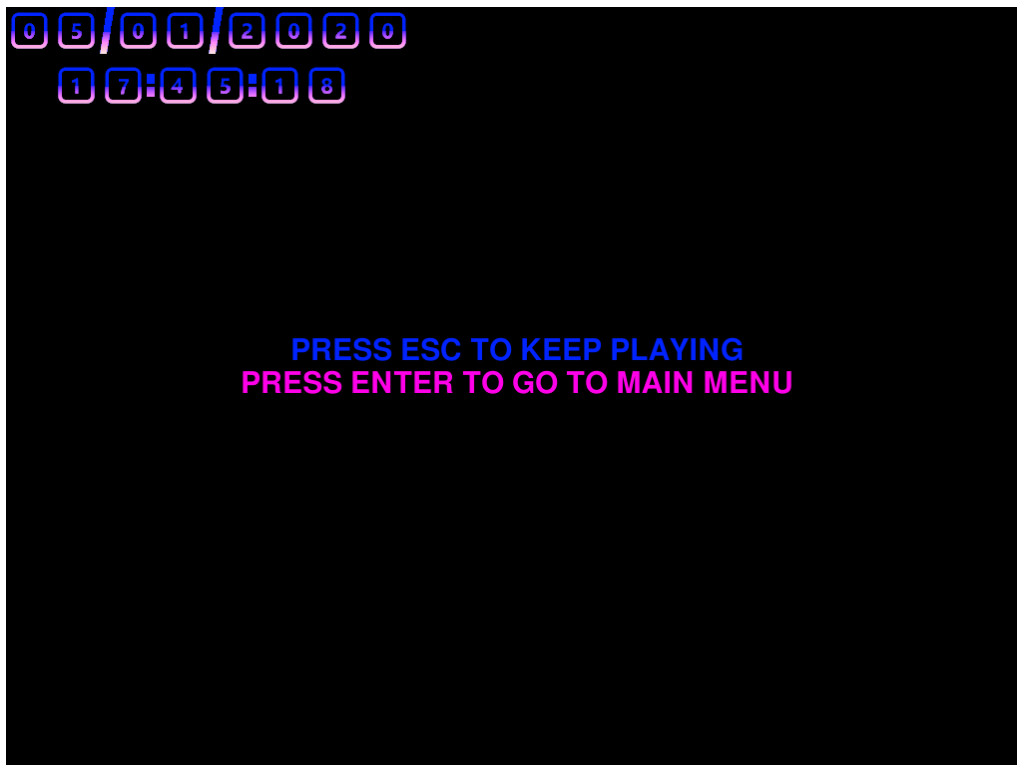 05/01/2020
17:45:18
PRESS ESC TO KEEP PLAYING
PRESS ENTER TO GO TO MAIN MENU